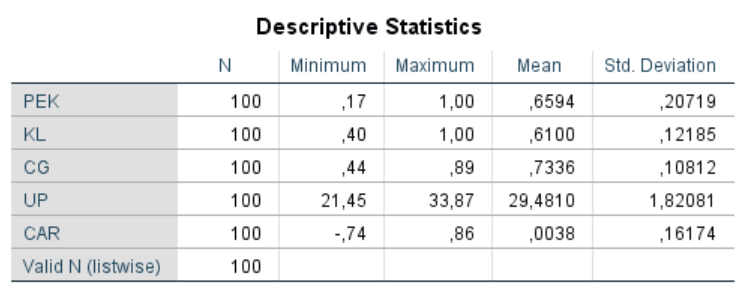 Descriptive Statistics
N Minimum Maximum Mean Std. Deviation
PEK 100 ,17 1,00 ,6594 ,20719
KL 100 ,40 1,00 ,6100 ,12185
CG 100 ,44 ,89 ,7336 ,10812
UP 100 21,45 33,87 29,4810 1,82081
CAR 100 -,74 ,86 ,0038 ,16174
Valid N (listwise) 100